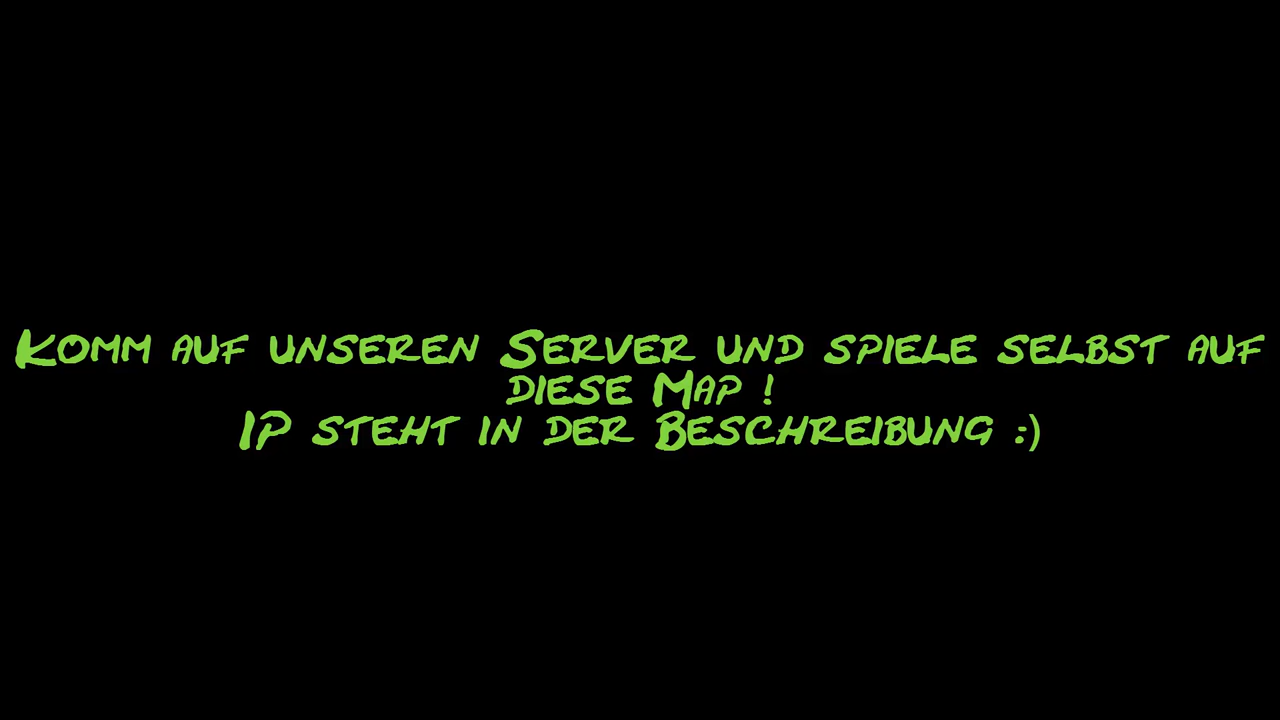 Komm auf unseren Server und spiele selbst auf
diese Map !
IP steht in der Beschreibung :)